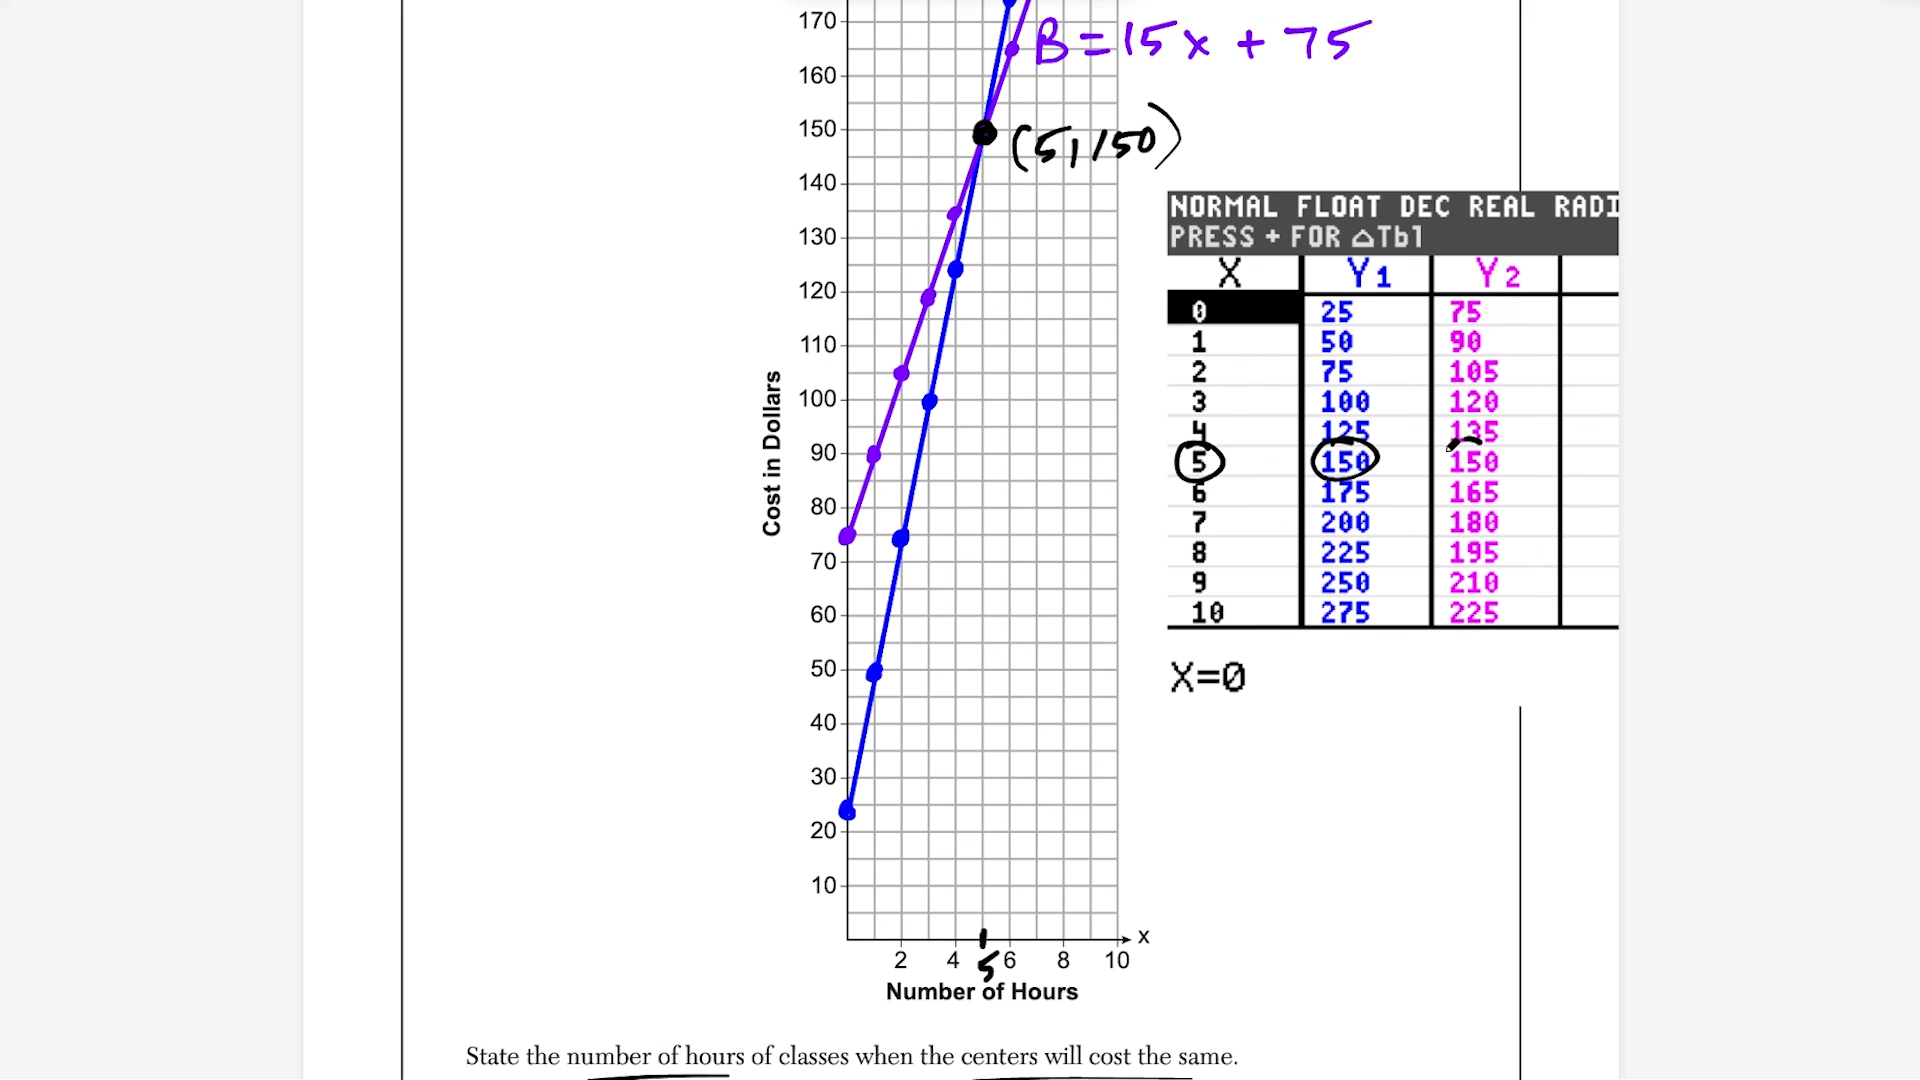 170
B = 15x + 75
160
150
(5, 150)
140
130
120
110
100
90
80
70
60
50
40
30
20
10
Cost in Dollars
NORMAL FLOAT DEC REAL RADI
PRESS + FOR △Tbl
X Y1 Y2
0 25 75
1 50 90
2 75 105
3 100 120
4 125 135
5 150 150
6 175 165
7 200 180
8 225 195
9 250 210
10 275 225
X=0
x
2 4 5 6 8 10
Number of Hours
State the number of hours of classes when the centers will cost the same.